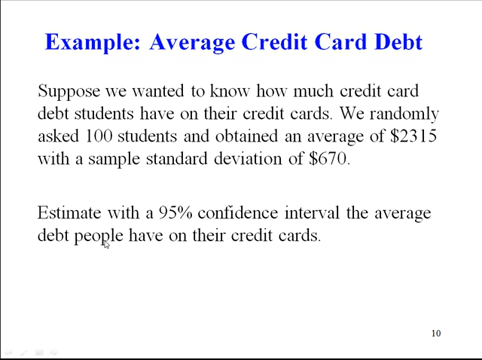 Example: Average Credit Card Debt
Suppose we wanted to know how much credit card
debt students have on their credit cards. We randomly
asked 100 students and obtained an average of $2315
with a sample standard deviation of $670.
Estimate with a 95% confidence interval the average
debt people have on their credit cards.
10